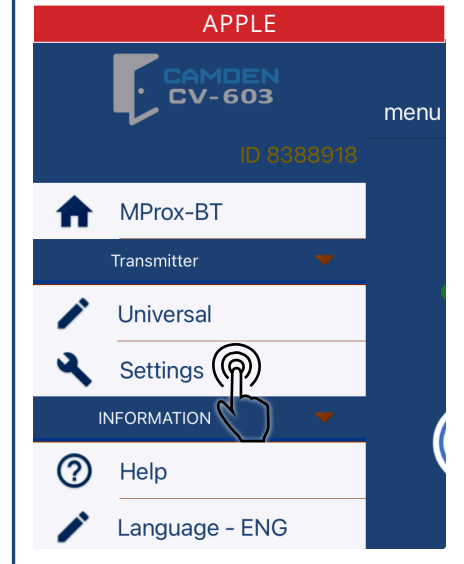 APPLE
CAMDEN
CV-603
menu
ID 8388918
MProx-BT
Transmitter
Universal
Settings
INFORMATION
Help
Language - ENG